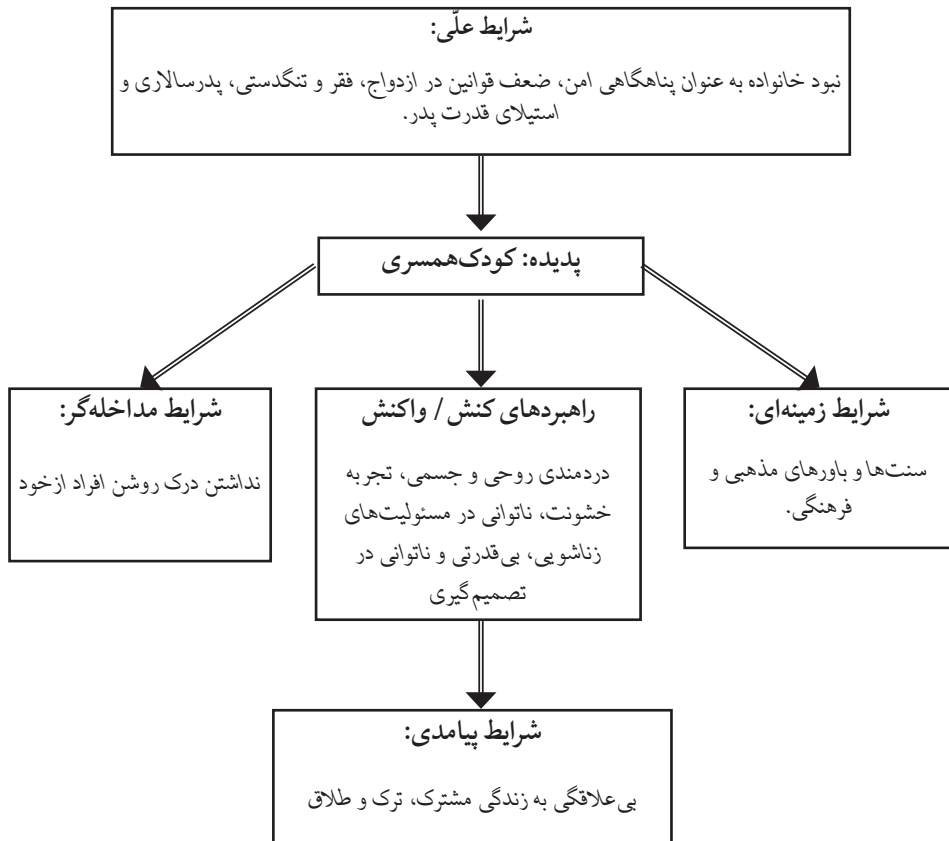 شرایط علّی:
نبود خانواده به عنوان پناهگاهی امن، ضعف قوانین در ازدواج، فقر و تنگدستی، پدرسالاری و
استیلای قدرت پدر.
پدیده: کودک‌همسری
شرایط زمینه‌ای:
سنت‌ها و باورهای مذهبی و
فرهنگی.
راهبردهای کنش / واکنش
دردمندی روحی و جسمی، تجربه
خشونت، ناتوانی در مسئولیت‌های
زناشویی، بی‌قدرتی و ناتوانی در
تصمیم‌گیری
شرایط مداخله‌گر:
نداشتن درک روشن افراد ازخود
شرایط پیامدی:
بی‌علاقگی به زندگی مشترک، ترک و طلاق